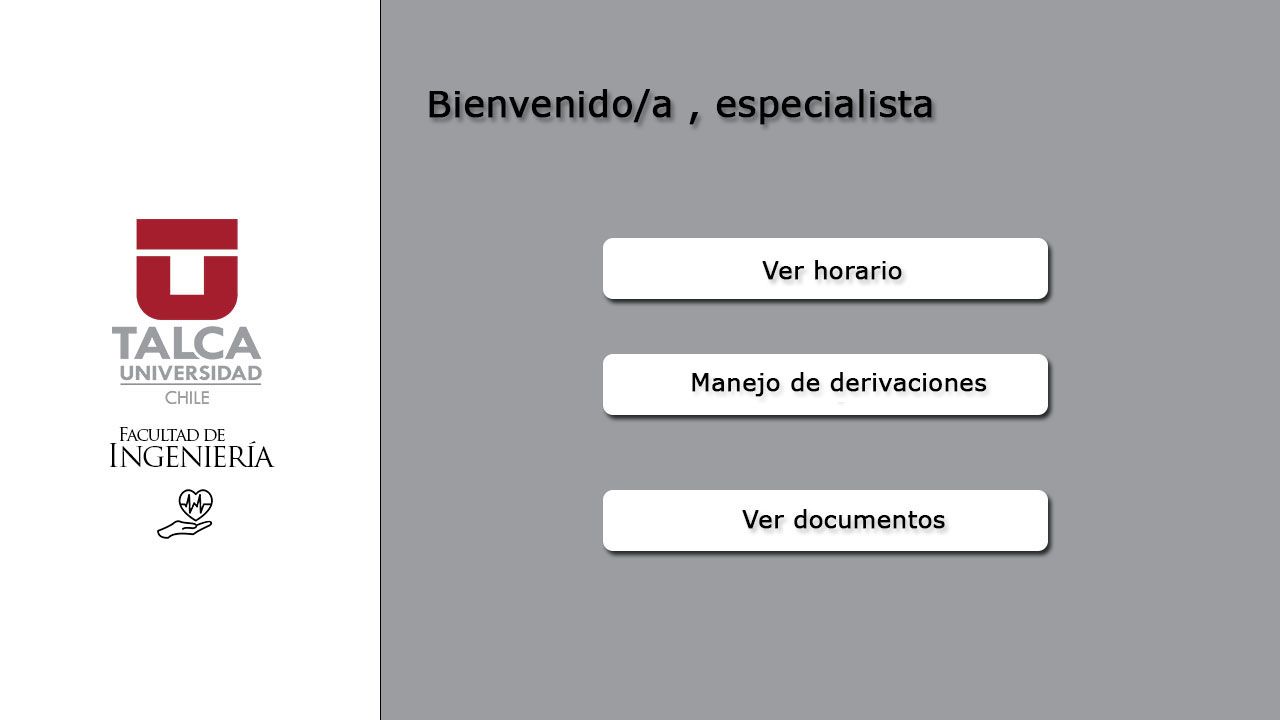 Bienvenido/a , especialista
Ver horario
Manejo de derivaciones
Ver documentos
TALCA
UNIVERSIDAD
CHILE
FACULTAD DE
INGENIERÍA